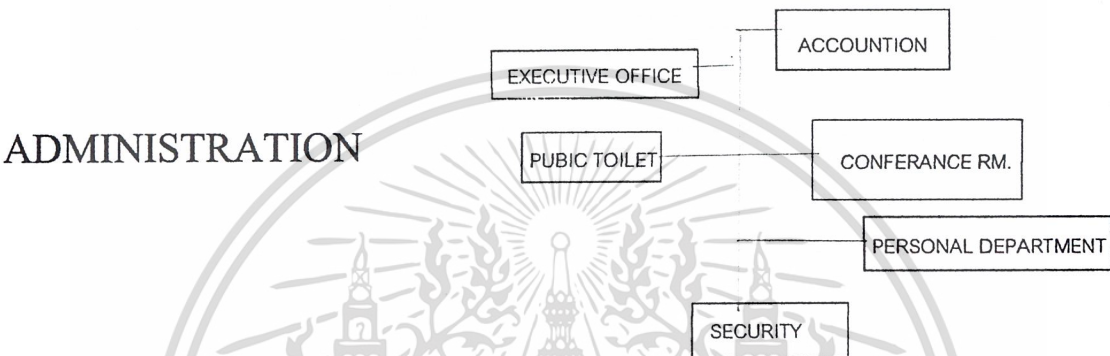 ACCOUNTION
EXECUTIVE OFFICE
ADMINISTRATION
PUBIC TOILET
CONFERANCE RM.
PERSONAL DEPARTMENT
SECURITY